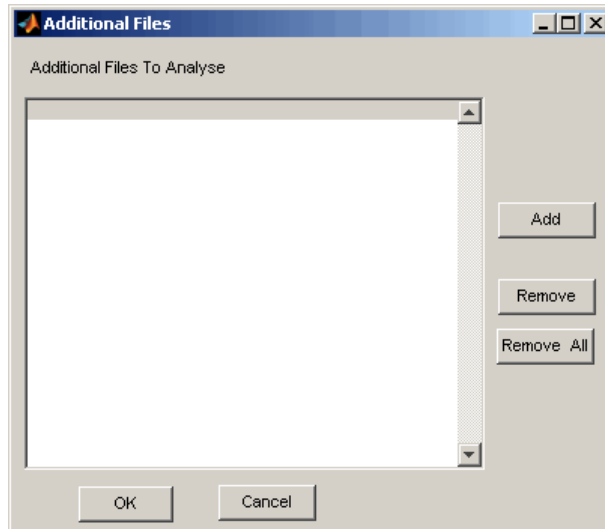 Additional Files
Additional Files To Analyse
Add
Remove
Remove All
OK
Cancel